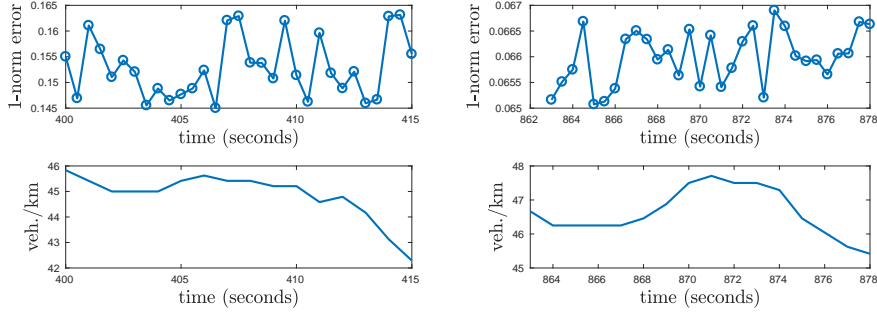 1-norm error
0.165
0.16
0.155
0.15
0.145
400 405 410 415
time (seconds)
1-norm error
0.067
0.0665
0.066
0.0655
0.065
862 864 866 868 870 872 874 876 878
time (seconds)
veh./km
46
45
44
43
42
400 405 410 415
time (seconds)
veh./km
48
47
46
45
864 866 868 870 872 874 876 878
time (seconds)